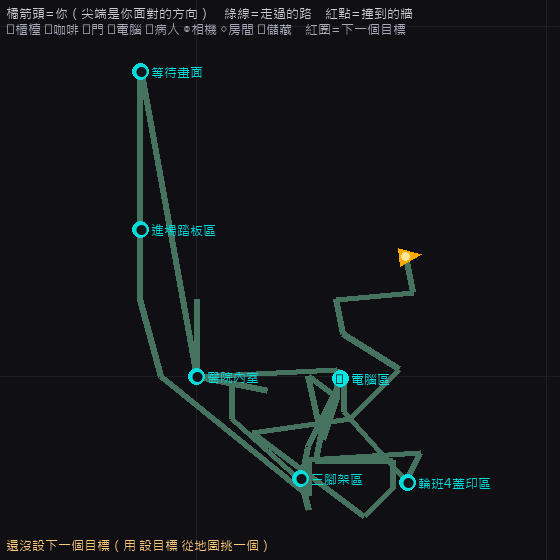 橘箭頭=你（尖端是你面對的方向） 綠線=走過的路 紅點=撞到的牆
▯櫃檯 ▯咖啡 ▯門 ▯電腦 ▯病人 ◉相機 ◇房間 ▯儲藏 紅圈=下一個目標
等待畫面
進場踏板區
醫院內室
電腦區
三腳架區
輪班4蓋印區
還沒設下一個目標（用 設目標 從地圖挑一個）